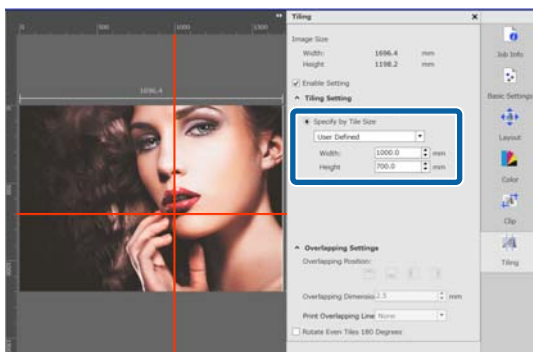 Tiling
0
500
1000
1500
Image Size
Job Info
Width: 1696.4 mm
Height 1198.2 mm
Enable Setting
1696.4
Basic Settings
Tiling Setting
Specify by Tile Size
User Defined
Layout
Width: 1000.0 mm
Height 700.0 mm
Color
Clip
Overlapping Settings
Overlapping Position:
Tiling
Overlapping Dimensio 2.5 mm
Print Overlapping Line None
Rotate Even Tiles 180 Degrees